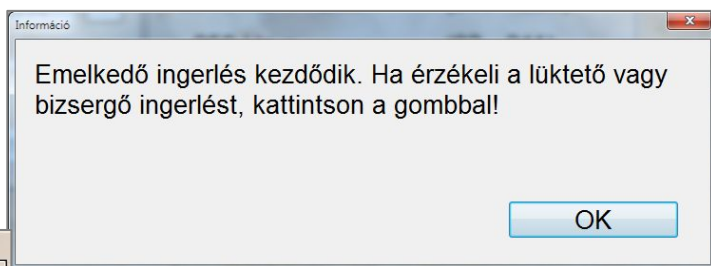 Információ
Emelkedő ingerlés kezdődik. Ha érzékeli a lüktető vagy
bizsergő ingerlést, kattintson a gombbal!
OK